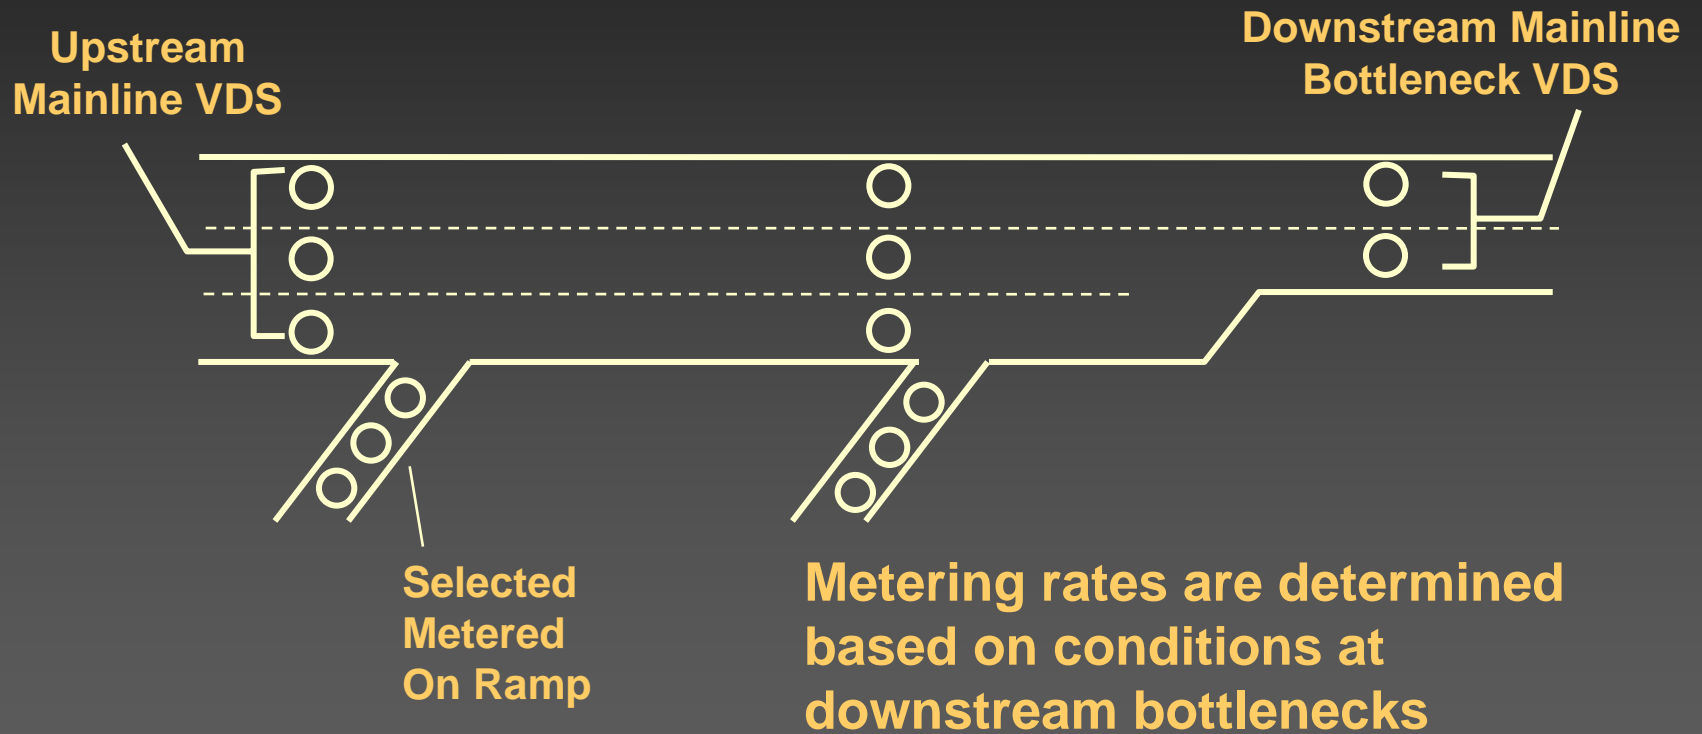 Upstream
Mainline VDS
Downstream Mainline
Bottleneck VDS
Selected
Metered
On Ramp
Metering rates are determined
based on conditions at
downstream bottlenecks